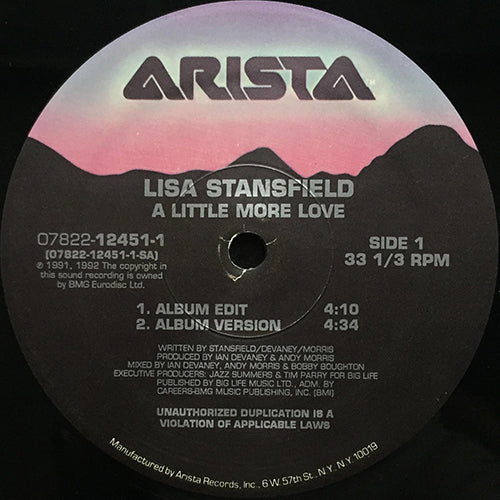 ARISTA
LISA STANSFIELD
A LITTLE MORE LOVE
07822-12451-1
(07822-12451-1-SA)
℗ 1991, 1992 The copyright in
this sound recording is owned
by BMG Eurodisc Ltd.
SIDE 1
33 1/3 RPM
1. ALBUM EDIT 4:10
2. ALBUM VERSION 4:34
WRITTEN BY STANSFIELD/DEVANEY/MORRIS
PRODUCED BY IAN DEVANEY & ANDY MORRIS
MIXED BY IAN DEVANEY, ANDY MORRIS & BOBBY BOUGHTON
EXECUTIVE PRODUCERS: JAZZ SUMMERS & TIM PARRY FOR BIG LIFE
PUBLISHED BY BIG LIFE MUSIC LTD., ADM. BY
CAREERS-BMG MUSIC PUBLISHING, INC. (BMI)
UNAUTHORIZED DUPLICATION IS A
VIOLATION OF APPLICABLE LAWS
Manufactured by Arista Records, Inc., 6 W. 57th St., N.Y. N.Y. 10019